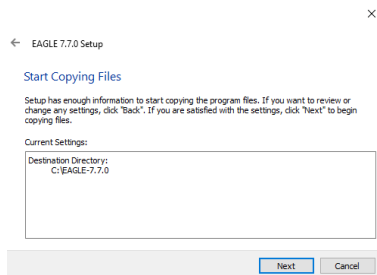 EAGLE 7.7.0 Setup
Start Copying Files
Setup has enough information to start copying the program files. If you want to review or
change any settings, click "Back". If you are satisfied with the settings, click "Next" to begin
copying files.
Current Settings:
Destination Directory:
C:\EAGLE-7.7.0
Next Cancel